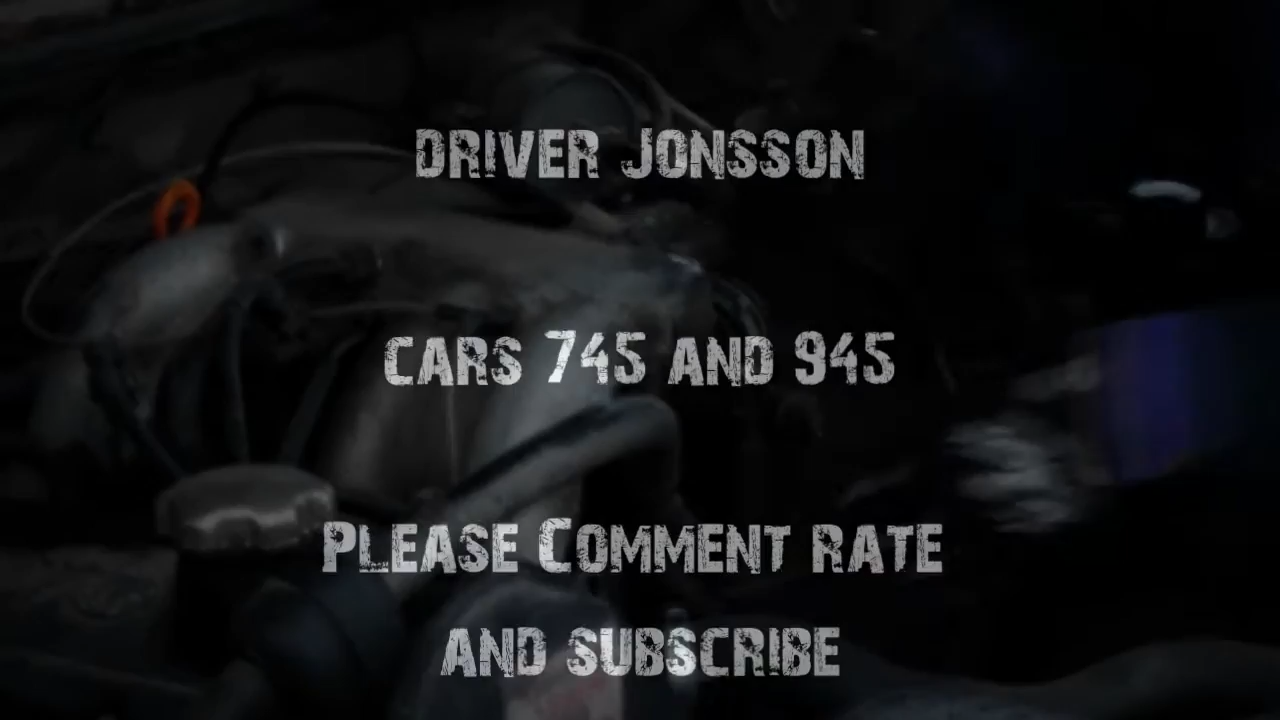 DRIVER JONSSON
CARS 745 AND 945
PLEASE COMMENT RATE
AND SUBSCRIBE